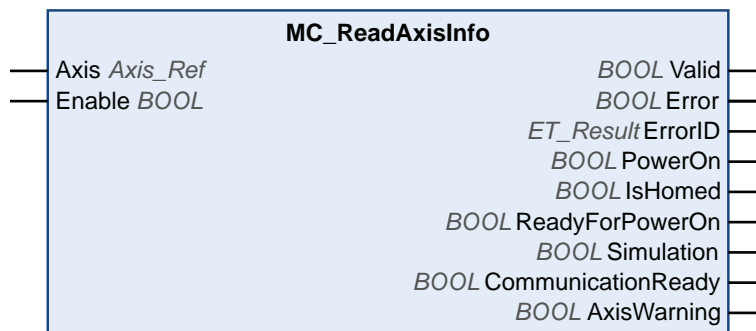 MC_ReadAxisInfo
Axis Axis_Ref BOOL Valid
Enable BOOL BOOL Error
ET_Result ErrorID
BOOL PowerOn
BOOL IsHomed
BOOL ReadyForPowerOn
BOOL Simulation
BOOL CommunicationReady
BOOL AxisWarning